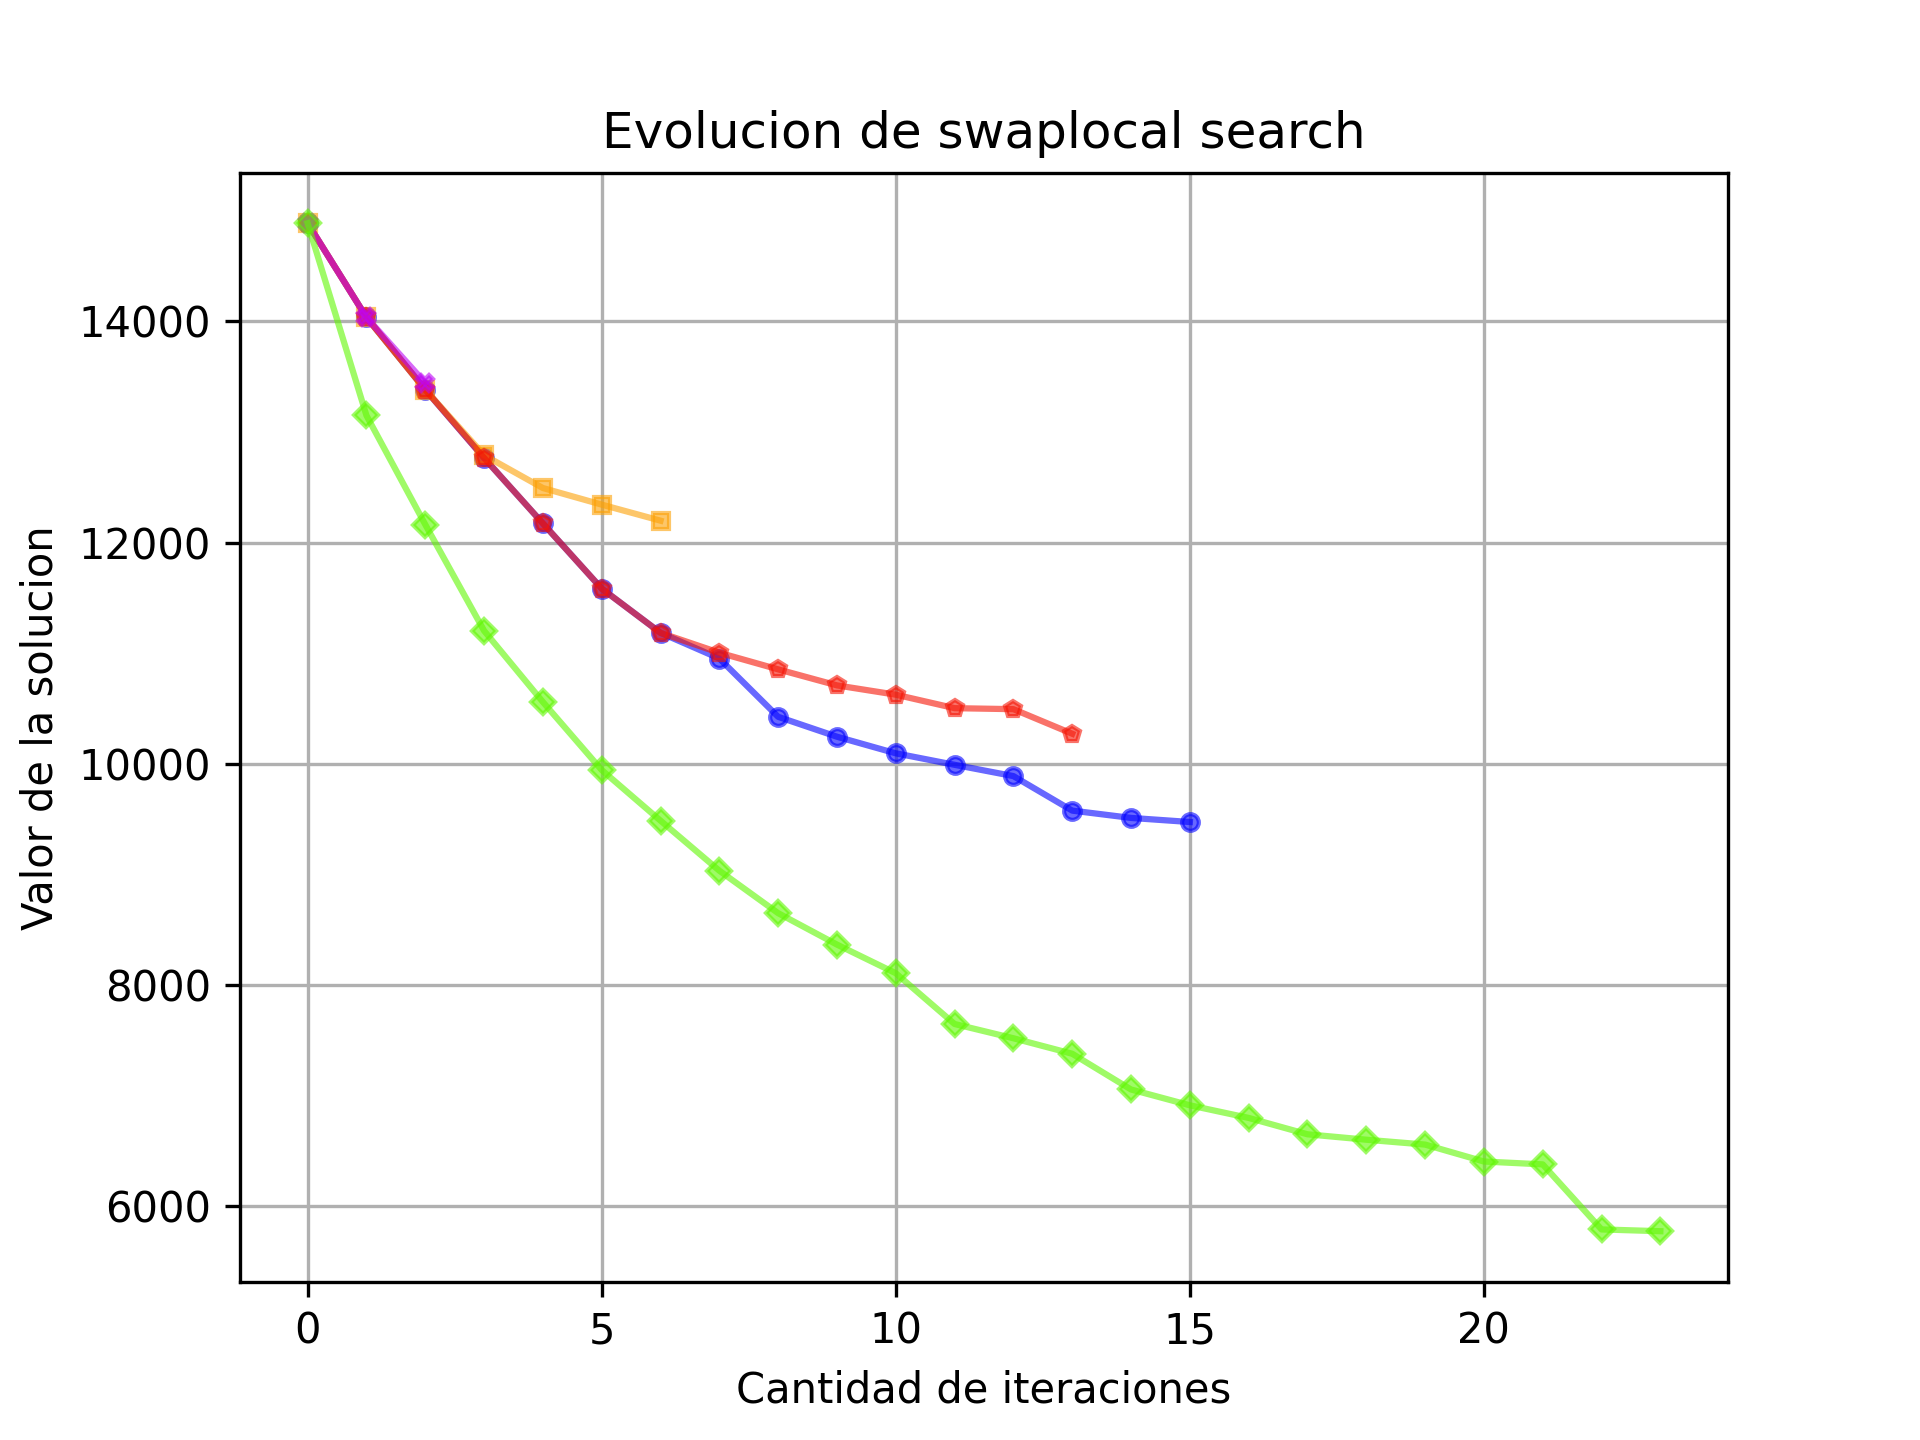 Evolucion de swaplocal search
Valor de la solucion
14000
12000
10000
8000
6000
0 5 10 15 20
Cantidad de iteraciones